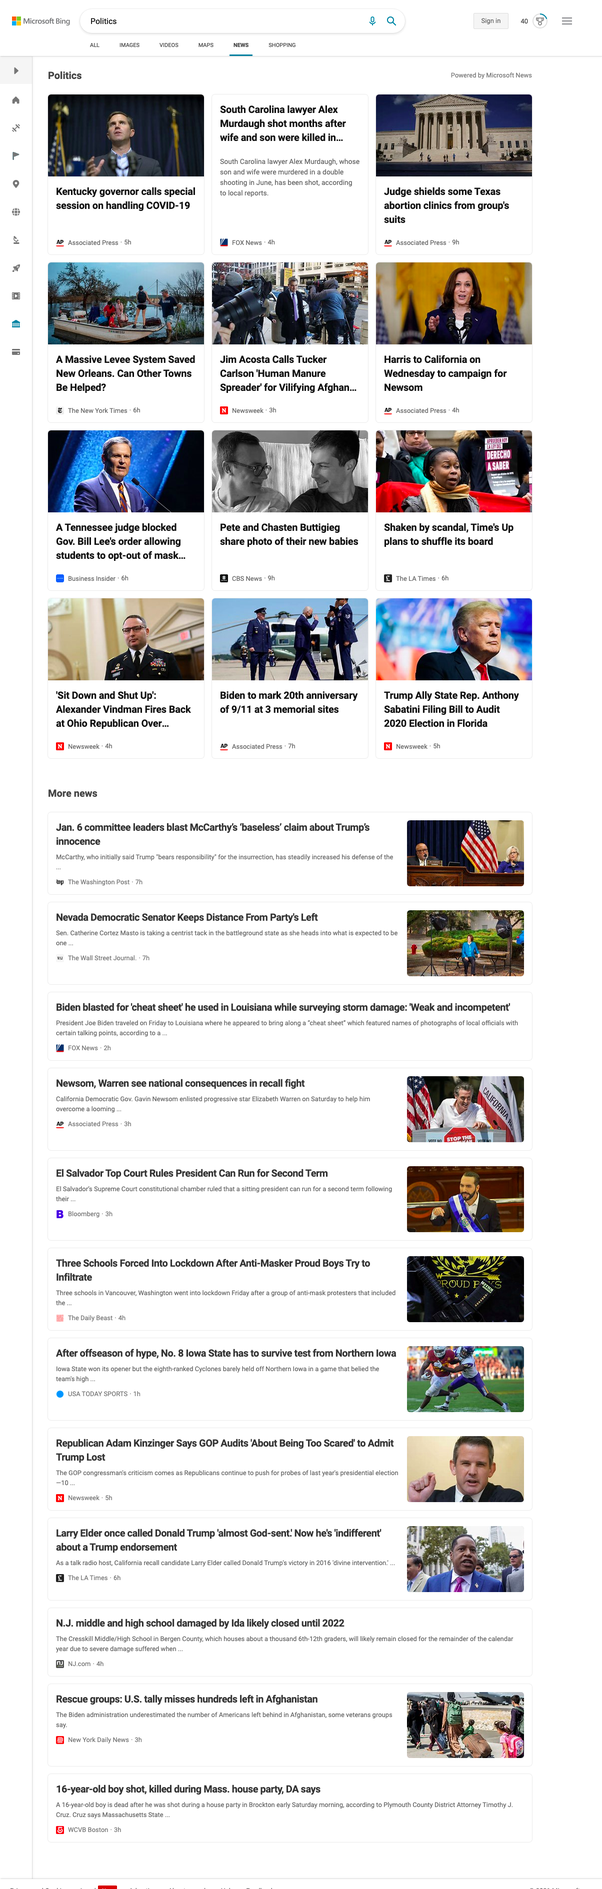 Microsoft Bing
Politics
Sign in
40
ALL
IMAGES
VIDEOS
MAPS
NEWS
SHOPPING
Politics
Powered by Microsoft News
Kentucky governor calls special
session on handling COVID-19
AP Associated Press · 5h
South Carolina lawyer Alex
Murdaugh shot months after
wife and son were killed in...
South Carolina lawyer Alex Murdaugh, whose
son and wife were murdered in a double
shooting in June, has been shot, according
to local reports.
FOX News · 4h
Judge shields some Texas
abortion clinics from group's
suits
AP Associated Press · 9h
A Massive Levee System Saved
New Orleans. Can Other Towns
Be Helped?
The New York Times · 6h
Jim Acosta Calls Tucker
Carlson 'Human Manure
Spreader' for Vilifying Afghan...
N Newsweek · 3h
Harris to California on
Wednesday to campaign for
Newsom
AP Associated Press · 4h
A Tennessee judge blocked
Gov. Bill Lee's order allowing
students to opt-out of mask...
Business Insider · 6h
Pete and Chasten Buttigieg
share photo of their new babies
CBS News · 9h
DERECHO
A SABER
Shaken by scandal, Time's Up
plans to shuffle its board
The LA Times · 6h
'Sit Down and Shut Up':
Alexander Vindman Fires Back
at Ohio Republican Over...
N Newsweek · 4h
Biden to mark 20th anniversary
of 9/11 at 3 memorial sites
AP Associated Press · 7h
Trump Ally State Rep. Anthony
Sabatini Filing Bill to Audit
2020 Election in Florida
N Newsweek · 5h
More news
Jan. 6 committee leaders blast McCarthy's 'baseless' claim about Trump's
innocence
McCarthy, who initially said Trump "bears responsibility" for the insurrection, has steadily increased his defense of the
...
wp The Washington Post · 7h
Nevada Democratic Senator Keeps Distance From Party's Left
Sen. Catherine Cortez Masto is taking a centrist tack in the battleground state as she heads into what is expected to be
one ...
WSJ The Wall Street Journal. · 7h
Biden blasted for 'cheat sheet' he used in Louisiana while surveying storm damage: 'Weak and incompetent'
President Joe Biden traveled on Friday to Louisiana where he appeared to bring along a "cheat sheet" which featured names of photographs of local officials with
certain talking points, according to a ...
FOX News · 2h
Newsom, Warren see national consequences in recall fight
California Democratic Gov. Gavin Newsom enlisted progressive star Elizabeth Warren on Saturday to help him
overcome a looming ...
AP Associated Press · 3h
CALIFORNIA
STOP THE
El Salvador Top Court Rules President Can Run for Second Term
El Salvador's Supreme Court constitutional chamber ruled that a sitting president can run for a second term following
their ...
B Bloomberg · 3h
Three Schools Forced Into Lockdown After Anti-Masker Proud Boys Try to
Infiltrate
Three schools in Vancouver, Washington went into lockdown Friday after a group of anti-mask protesters that included
the ...
The Daily Beast · 4h
After offseason of hype, No. 8 Iowa State has to survive test from Northern Iowa
Iowa State won its opener but the eighth-ranked Cyclones barely held off Northern Iowa in a game that belied the
team's high ...
USA TODAY SPORTS · 1h
Republican Adam Kinzinger Says GOP Audits 'About Being Too Scared' to Admit
Trump Lost
The GOP congressman's criticism comes as Republicans continue to push for probes of last year's presidential election
—10 ...
N Newsweek · 5h
Larry Elder once called Donald Trump 'almost God-sent.' Now he's 'indifferent'
about a Trump endorsement
As a talk radio host, California recall candidate Larry Elder called Donald Trump's victory in 2016 'divine intervention.' ...
The LA Times · 6h
N.J. middle and high school damaged by Ida likely closed until 2022
The Cresskill Middle/High School in Bergen County, which houses about a thousand 6th-12th graders, will likely remain closed for the remainder of the calendar
year due to severe damage suffered when ...
NJ.com · 4h
Rescue groups: U.S. tally misses hundreds left in Afghanistan
The Biden administration underestimated the number of Americans left behind in Afghanistan, some veterans groups
say.
New York Daily News · 3h
16-year-old boy shot, killed during Mass. house party, DA says
A 16-year-old boy is dead after he was shot during a house party in Brockton early Saturday morning, according to Plymouth County District Attorney Timothy J.
Cruz. Cruz says Massachusetts State ...
WCVB Boston · 3h